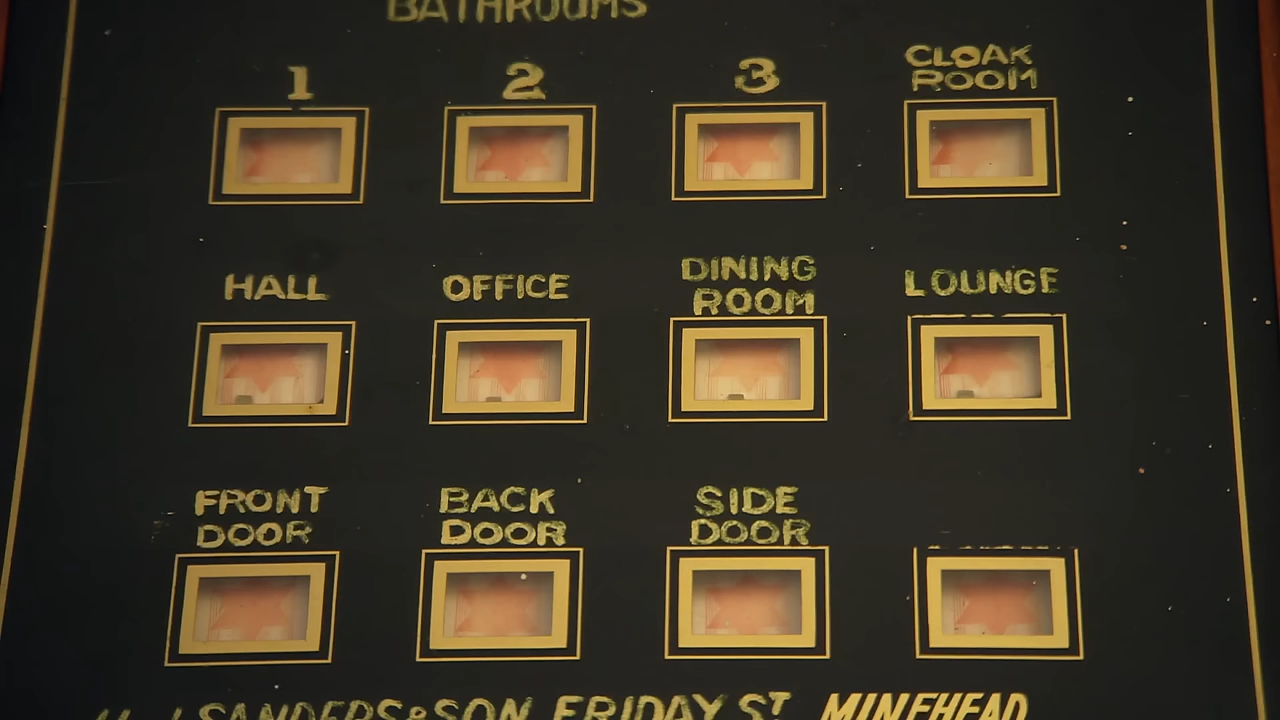 BATHROOMS
1 2 3 CLOAK ROOM
HALL OFFICE DINING ROOM LOUNGE
FRONT DOOR BACK DOOR SIDE DOOR
SANDERS & SON FRIDAY ST MINEHEAD